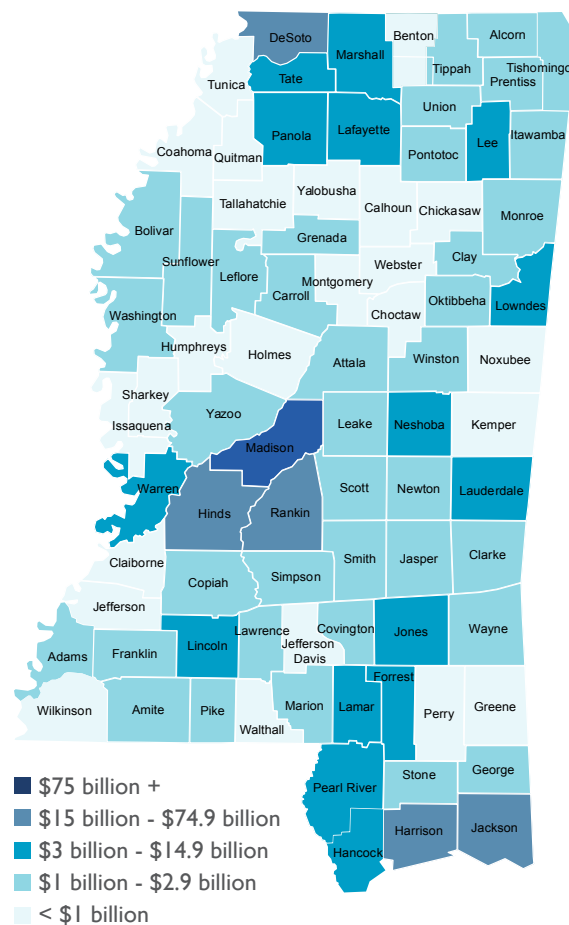 DeSoto
Benton
Alcorn
Marshall
Tippah
Tishomingo
Prentiss
Tunica
Tate
Union
Panola
Lafayette
Lee
Itawamba
Coahoma
Quitman
Pontotoc
Tallahatchie
Yalobusha
Calhoun
Chickasaw
Monroe
Bolivar
Grenada
Sunflower
Leflore
Webster
Clay
Carroll
Montgomery
Oktibbeha
Lowndes
Washington
Choctaw
Humphreys
Holmes
Attala
Winston
Noxubee
Sharkey
Issaquena
Yazoo
Leake
Neshoba
Kemper
Madison
Warren
Scott
Newton
Lauderdale
Hinds
Rankin
Claiborne
Copiah
Simpson
Smith
Jasper
Clarke
Jefferson
Lawrence
Covington
Jones
Wayne
Adams
Franklin
Lincoln
Jefferson
Davis
Forrest
Wilkinson
Amite
Pike
Walthall
Marion
Lamar
Perry
Greene
Pearl River
Stone
George
Hancock
Harrison
Jackson
$75 billion +
$15 billion - $74.9 billion
$3 billion - $14.9 billion
$1 billion - $2.9 billion
< $1 billion